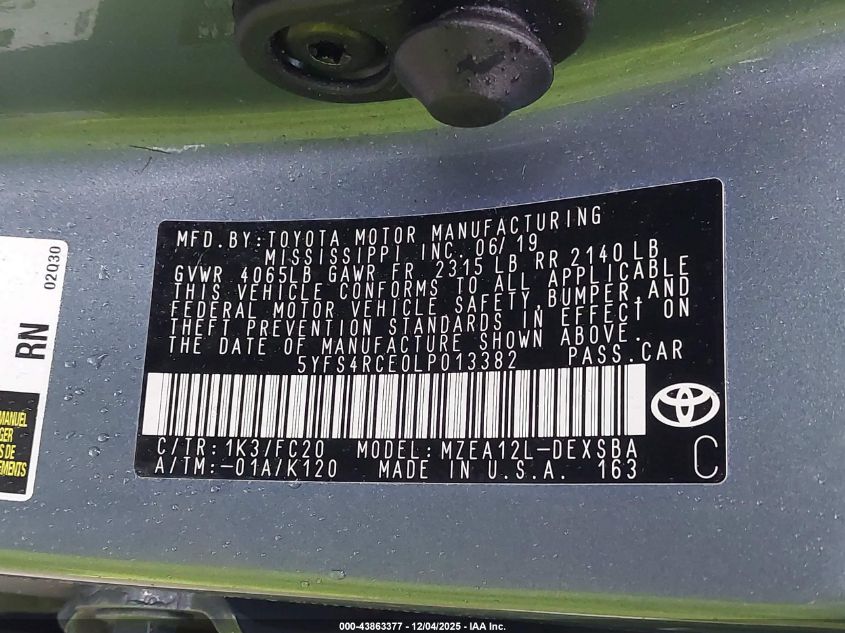 MFD. BY: TOYOTA MOTOR MANUFACTURING
MISSISSIPPI INC. 06/19
GVWR 4065LB GAWR FR 2315 LB RR 2140 LB
THIS VEHICLE CONFORMS TO ALL APPLICABLE
FEDERAL MOTOR VEHICLE SAFETY, BUMPER, AND
THEFT PREVENTION STANDARDS IN EFFECT ON
THE DATE OF MANUFACTURE SHOWN ABOVE.
5YFS4RCE0LP013382 PASS. CAR
C/TR: 1K3/FC20 MODEL: MZEA12L-DEXSBA
A/TM: -01A/K120 MADE IN U.S.A. 163
C
02030
RN
MANUEL
000-43863377 - 12/04/2025 - IAA Inc.